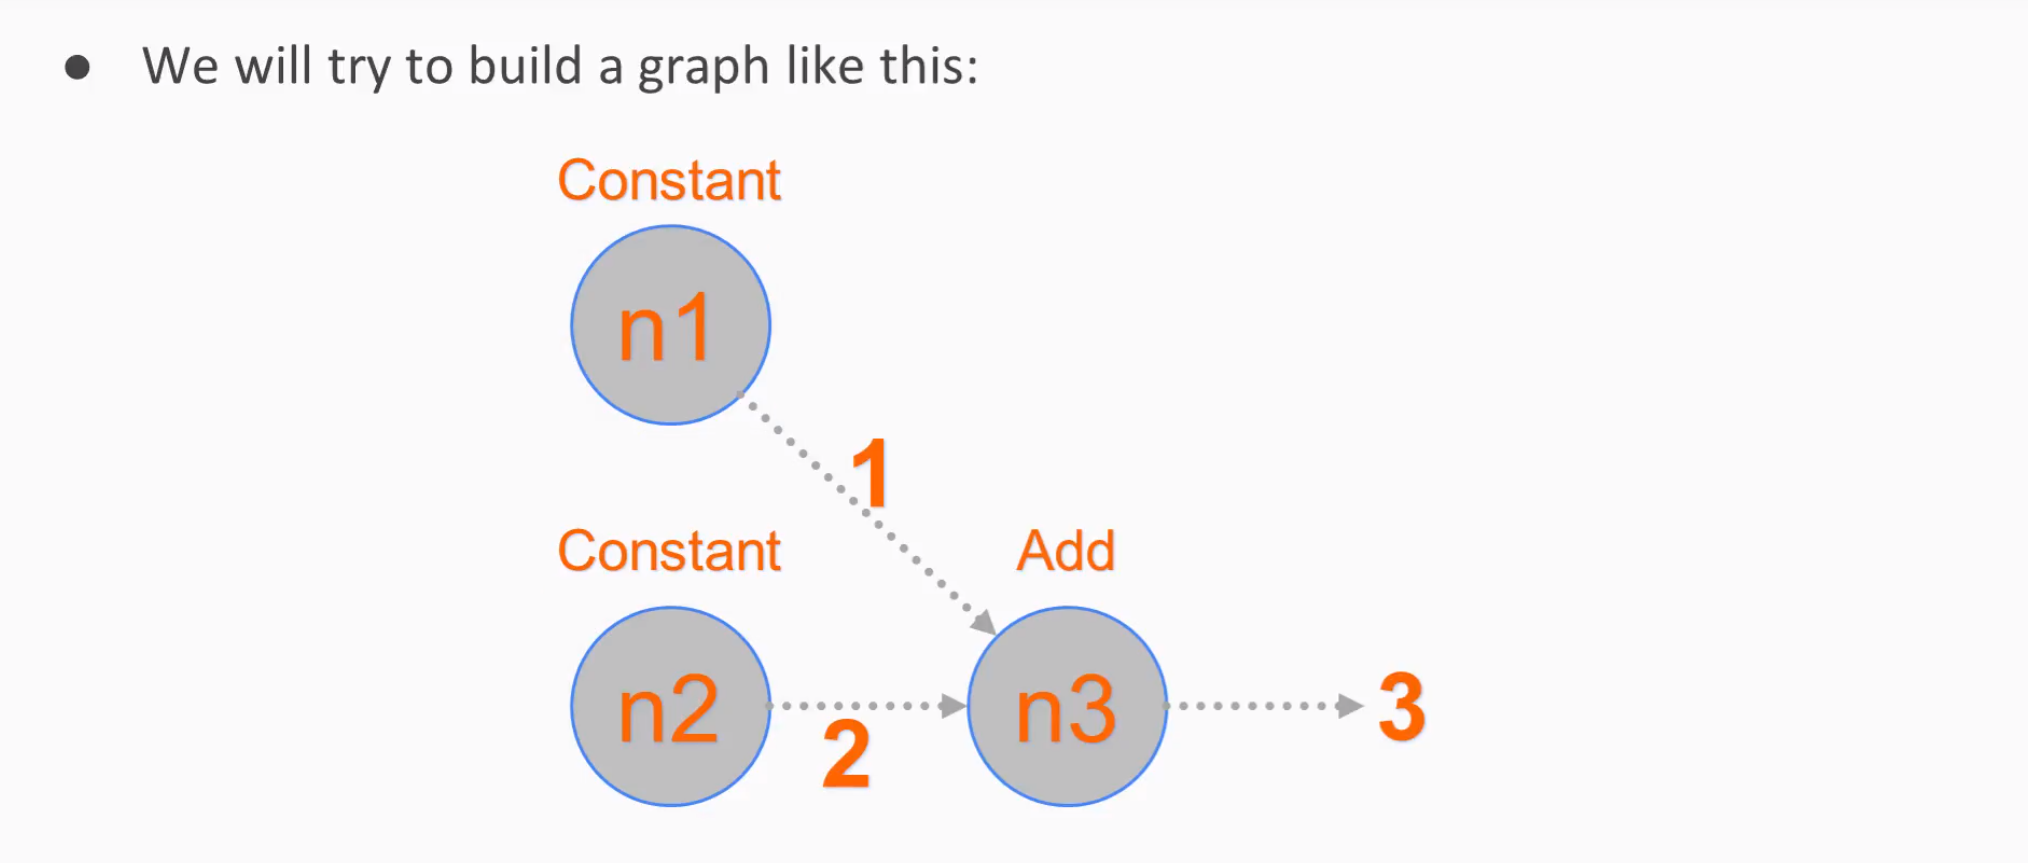 ● We will try to build a graph like this:
Constant
n1
1
Constant
Add
n2
2
n3
3